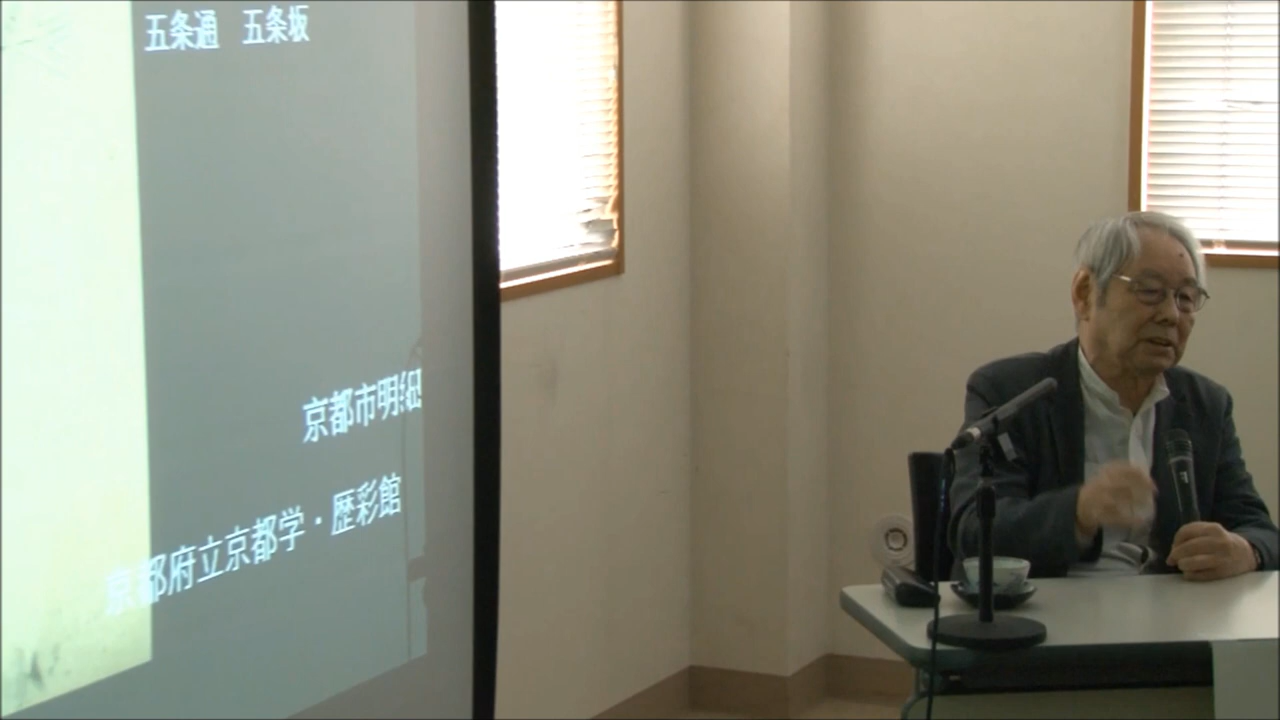 五条通　五条坂
京都市明細
京都府立京都学・歴彩館